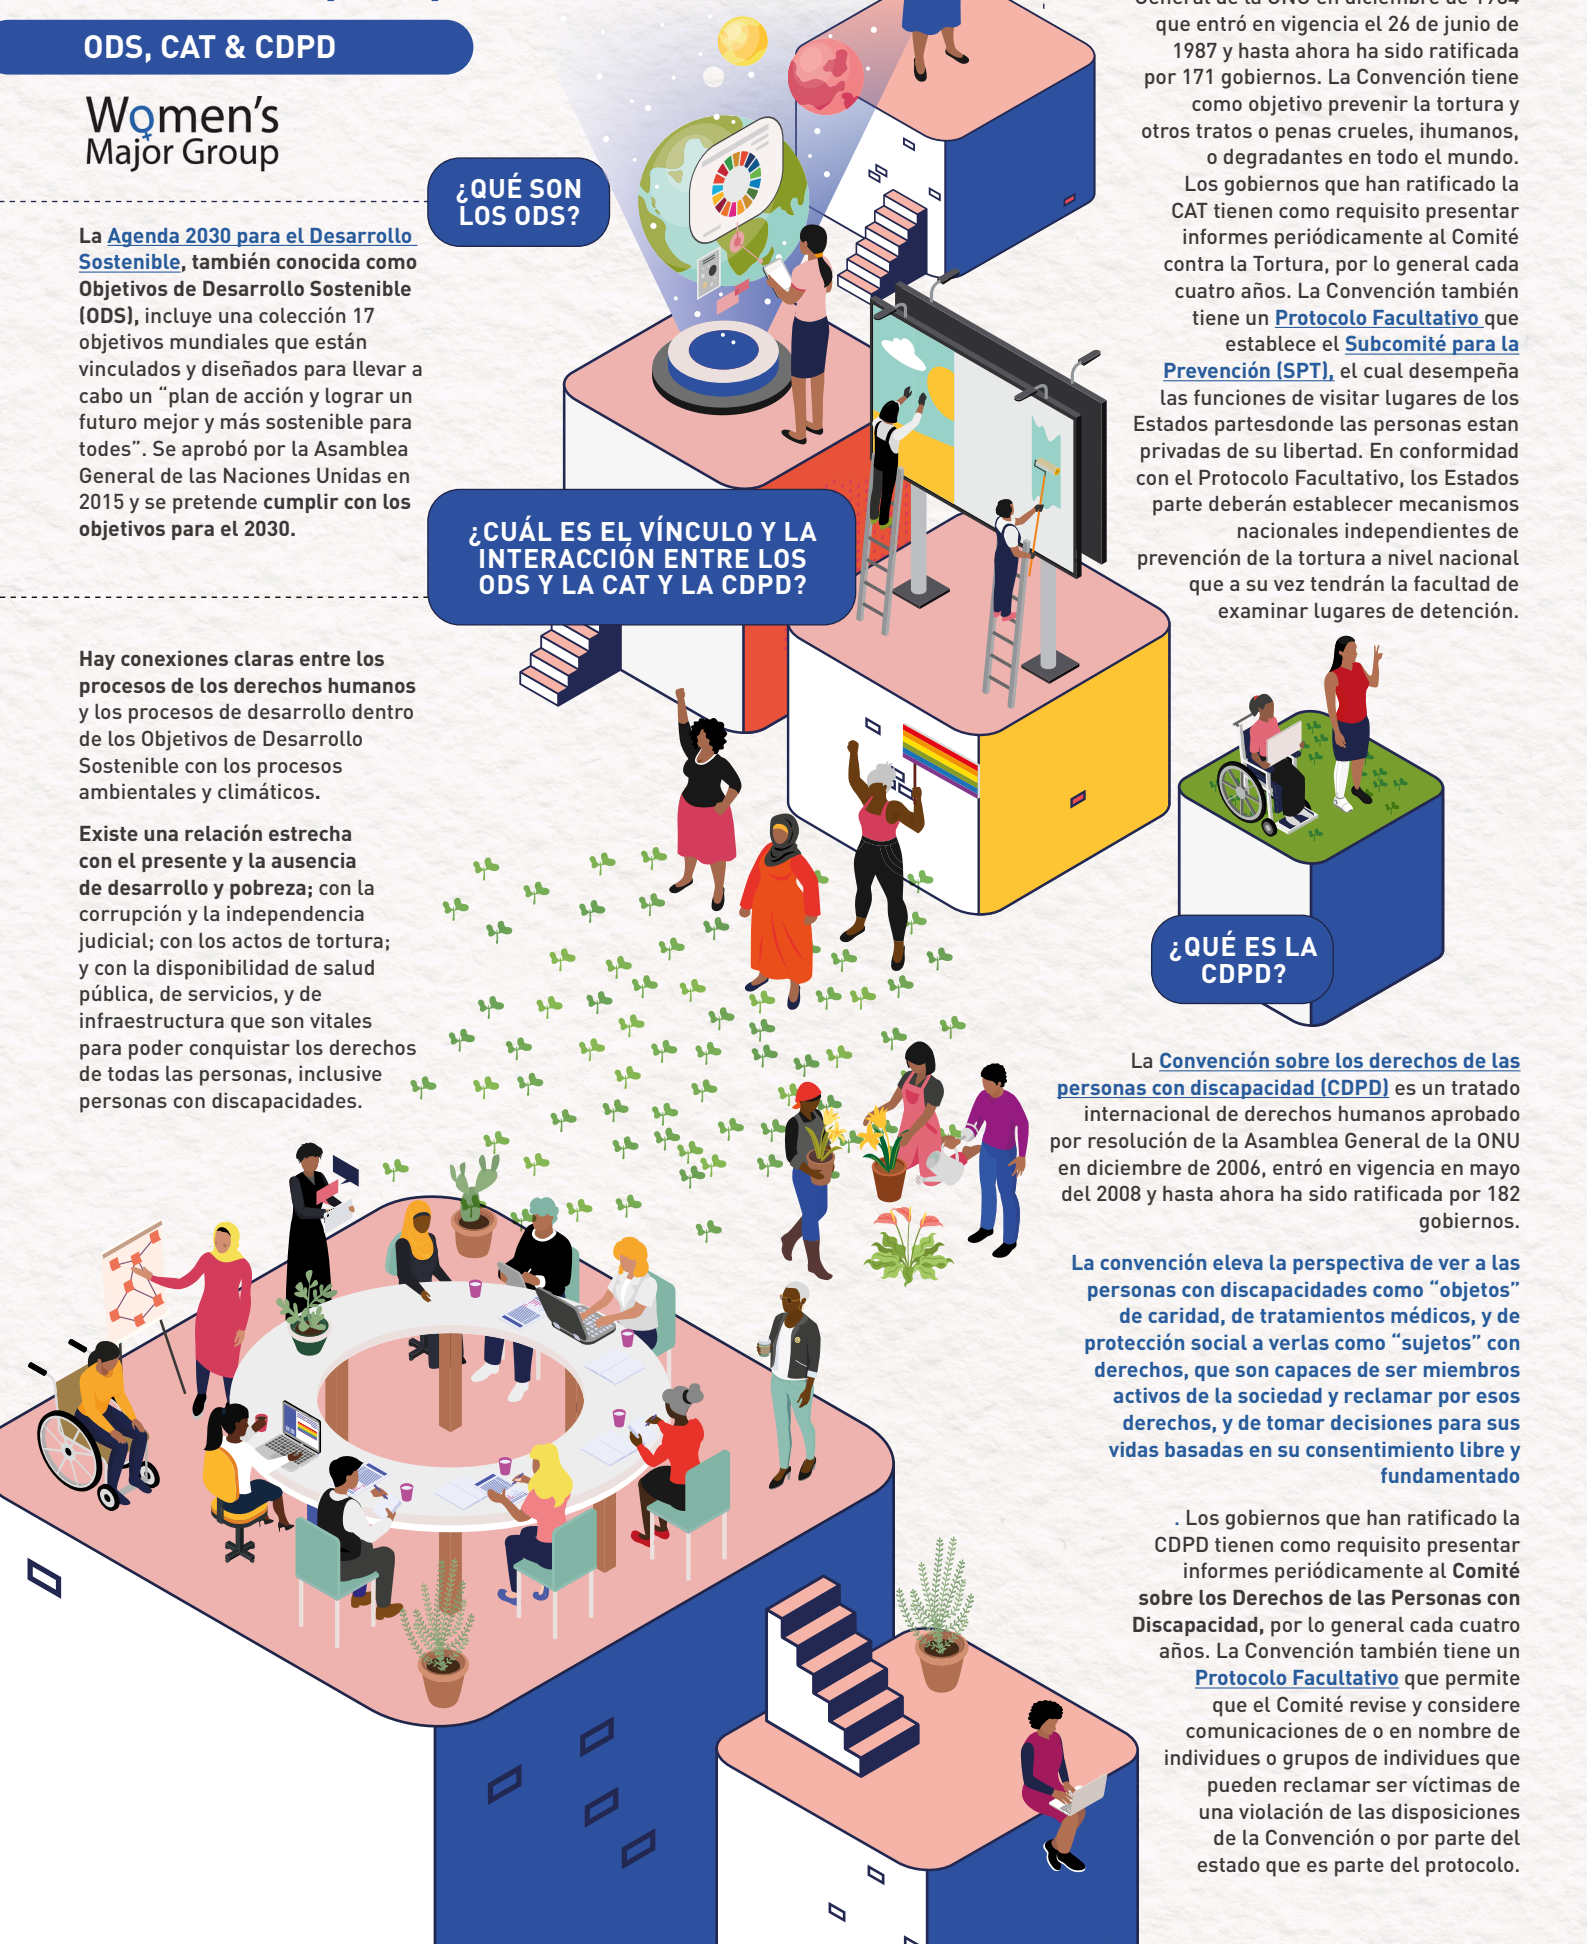 ODS, CAT & CDPD
Women's
Major Group
¿QUÉ SON
LOS ODS?
La Agenda 2030 para el Desarrollo
Sostenible, también conocida como
Objetivos de Desarrollo Sostenible
(ODS), incluye una colección 17
objetivos mundiales que están
vinculados y diseñados para llevar a
cabo un “plan de acción y lograr un
futuro mejor y más sostenible para
todes”. Se aprobó por la Asamblea
General de las Naciones Unidas en
2015 y se pretende cumplir con los
objetivos para el 2030.
¿CUÁL ES EL VÍNCULO Y LA
INTERACCIÓN ENTRE LOS
ODS Y LA CAT Y LA CDPD?
Hay conexiones claras entre los
procesos de los derechos humanos
y los procesos de desarrollo dentro
de los Objetivos de Desarrollo
Sostenible con los procesos
ambientales y climáticos.
Existe una relación estrecha
con el presente y la ausencia
de desarrollo y pobreza; con la
corrupción y la independencia
judicial; con los actos de tortura;
y con la disponibilidad de salud
pública, de servicios, y de
infraestructura que son vitales
para poder conquistar los derechos
de todas las personas, inclusive
personas con discapacidades.
General de la ONU en diciembre de 1984
que entró en vigencia el 26 de junio de
1987 y hasta ahora ha sido ratificada
por 171 gobiernos. La Convención tiene
como objetivo prevenir la tortura y
otros tratos o penas crueles, ihumanos,
o degradantes en todo el mundo.
Los gobiernos que han ratificado la
CAT tienen como requisito presentar
informes periódicamente al Comité
contra la Tortura, por lo general cada
cuatro años. La Convención también
tiene un Protocolo Facultativo que
establece el Subcomité para la
Prevención (SPT), el cual desempeña
las funciones de visitar lugares de los
Estados partesdonde las personas estan
privadas de su libertad. En conformidad
con el Protocolo Facultativo, los Estados
parte deberán establecer mecanismos
nacionales independientes de
prevención de la tortura a nivel nacional
que a su vez tendrán la facultad de
examinar lugares de detención.
¿QUÉ ES LA
CDPD?
La Convención sobre los derechos de las
personas con discapacidad (CDPD) es un tratado
internacional de derechos humanos aprobado
por resolución de la Asamblea General de la ONU
en diciembre de 2006, entró en vigencia en mayo
del 2008 y hasta ahora ha sido ratificada por 182
gobiernos.
La convención eleva la perspectiva de ver a las
personas con discapacidades como “objetos”
de caridad, de tratamientos médicos, y de
protección social a verlas como “sujetos” con
derechos, que son capaces de ser miembros
activos de la sociedad y reclamar por esos
derechos, y de tomar decisiones para sus
vidas basadas en su consentimiento libre y
fundamentado
. Los gobiernos que han ratificado la
CDPD tienen como requisito presentar
informes periódicamente al Comité
sobre los Derechos de las Personas con
Discapacidad, por lo general cada cuatro
años. La Convención también tiene un
Protocolo Facultativo que permite
que el Comité revise y considere
comunicaciones de o en nombre de
individues o grupos de individues que
pueden reclamar ser víctimas de
una violación de las disposiciones
de la Convención o por parte del
estado que es parte del protocolo.